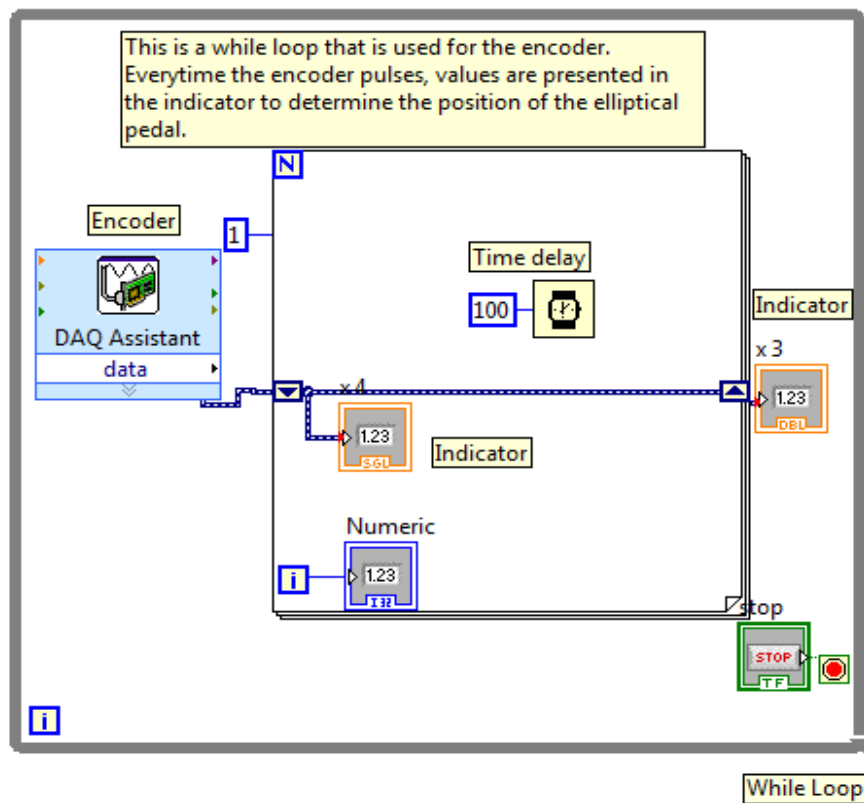 This is a while loop that is used for the encoder.
Everytime the encoder pulses, values are presented in
the indicator to determine the position of the elliptical
pedal.
N
Encoder
1
DAQ Assistant
data
Time delay
100
Indicator
x 3
1.23
DBL
x 4
1.23
SGL
Indicator
Numeric
i
1.23
I32
stop
STOP
TF
i
While Loop